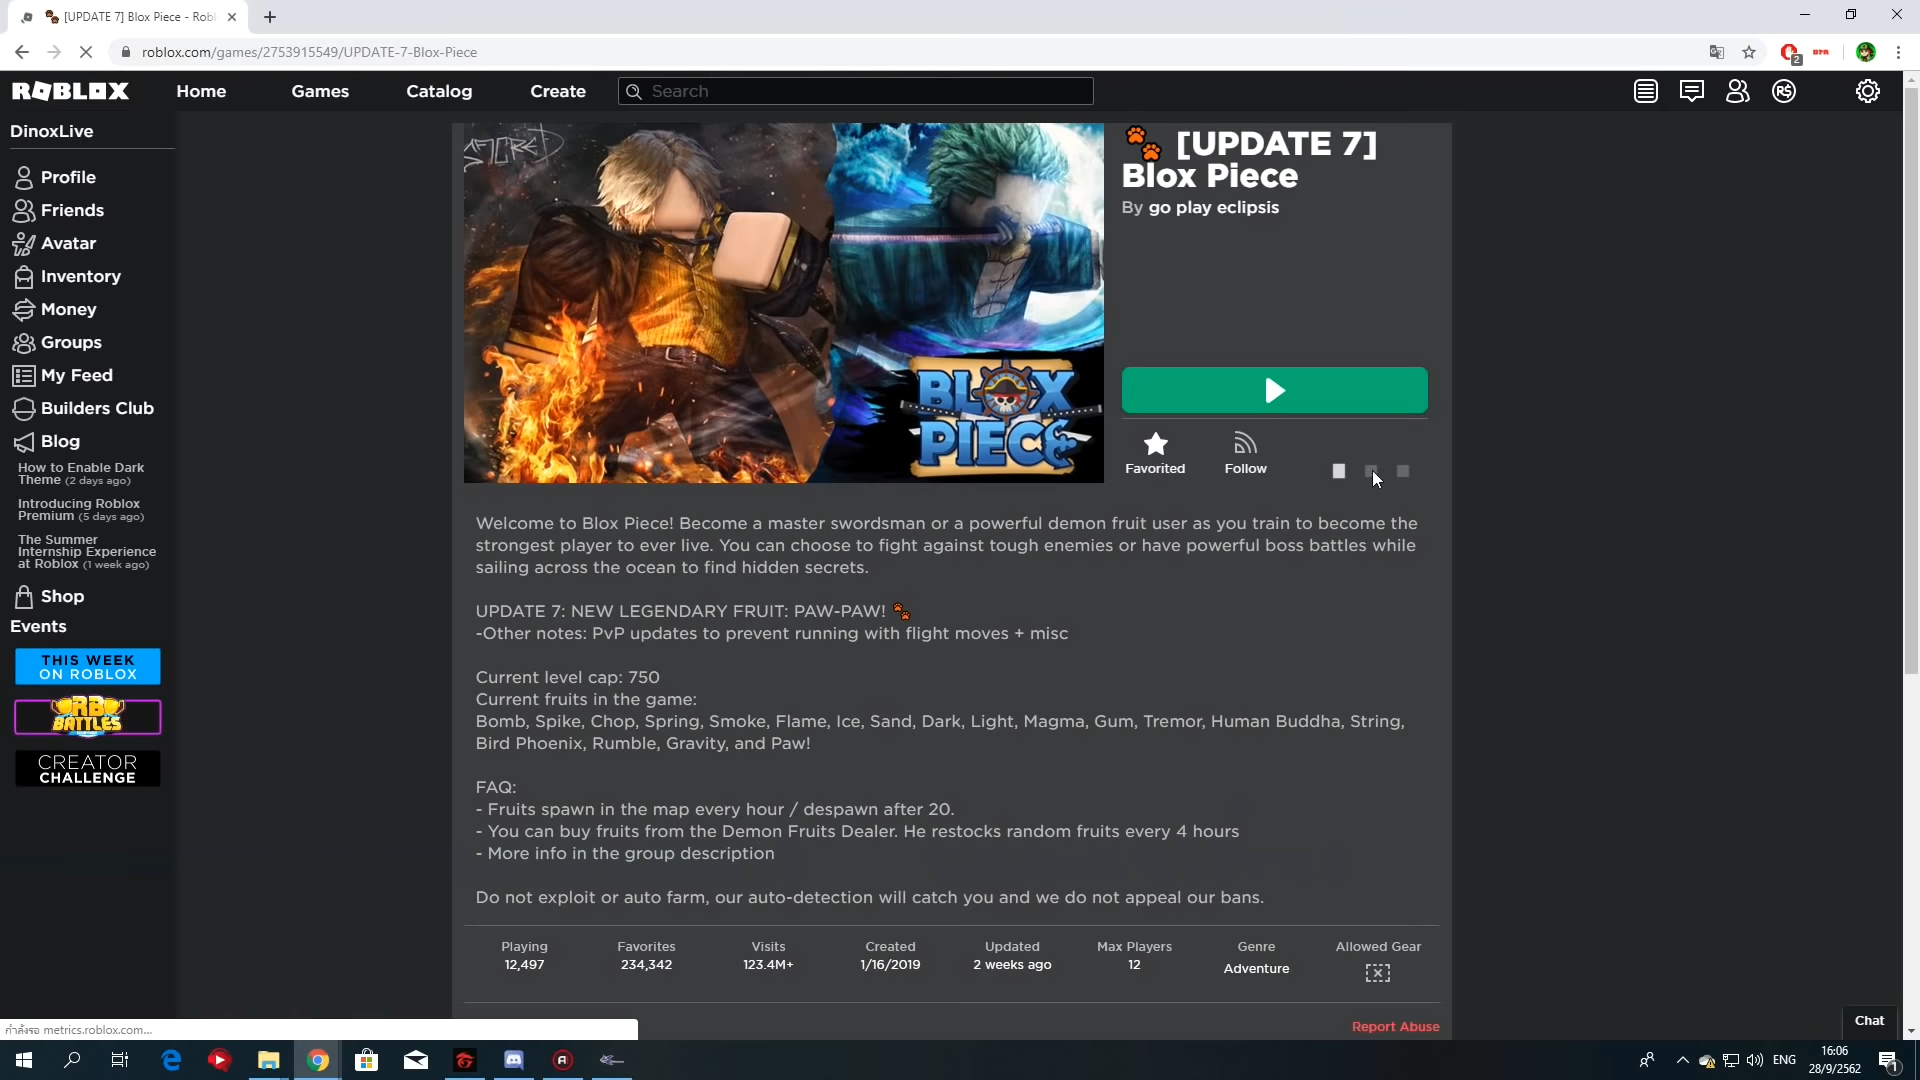 [UPDATE 7] Blox Piece - Robl
roblox.com/games/2753915549/UPDATE-7-Blox-Piece
2
ROBLOX
Home
Games
Catalog
Create
Search
DinoxLive
Profile
Friends
Avatar
Inventory
Money
Groups
My Feed
Builders Club
Blog
How to Enable Dark
Theme (2 days ago)
Introducing Roblox
Premium (5 days ago)
The Summer
Internship Experience
at Roblox (1 week ago)
Shop
Events
THIS WEEK
ON ROBLOX
RB
BATTLES
CREATOR
CHALLENGE
BLOX
PIECE
[UPDATE 7]
Blox Piece
By go play eclipsis
Favorited
Follow
Welcome to Blox Piece! Become a master swordsman or a powerful demon fruit user as you train to become the
strongest player to ever live. You can choose to fight against tough enemies or have powerful boss battles while
sailing across the ocean to find hidden secrets.
UPDATE 7: NEW LEGENDARY FRUIT: PAW-PAW!
-Other notes: PvP updates to prevent running with flight moves + misc
Current level cap: 750
Current fruits in the game:
Bomb, Spike, Chop, Spring, Smoke, Flame, Ice, Sand, Dark, Light, Magma, Gum, Tremor, Human Buddha, String,
Bird Phoenix, Rumble, Gravity, and Paw!
FAQ:
- Fruits spawn in the map every hour / despawn after 20.
- You can buy fruits from the Demon Fruits Dealer. He restocks random fruits every 4 hours
- More info in the group description
Do not exploit or auto farm, our auto-detection will catch you and we do not appeal our bans.
Playing
12,497
Favorites
234,342
Visits
123.4M+
Created
1/16/2019
Updated
2 weeks ago
Max Players
12
Genre
Adventure
Allowed Gear
Report Abuse
Chat
กำลังรอ metrics.roblox.com...
ENG
16:06
28/9/2562
1